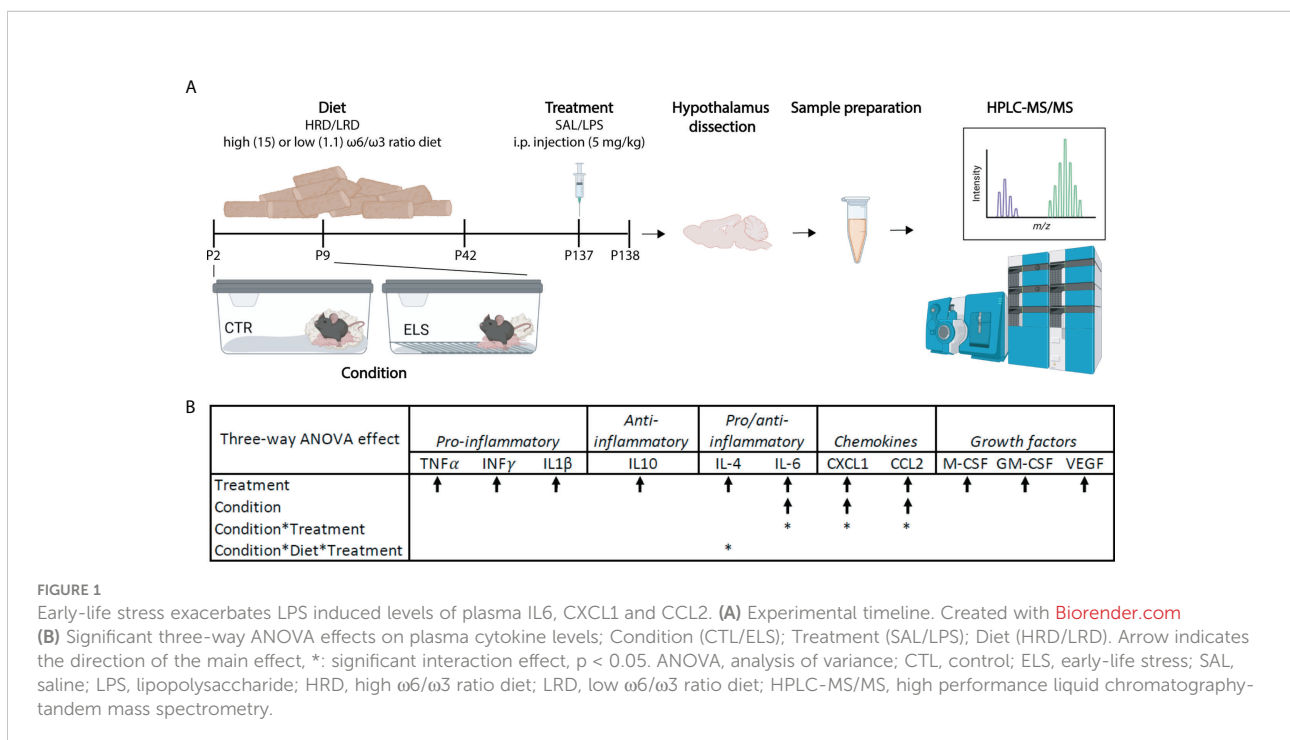 A
Diet
HRD/LRD
high (15) or low (1.1) ω6/ω3 ratio diet
Treatment
SAL/LPS
i.p. injection (5 mg/kg)
Hypothalamus
dissection
Sample preparation
HPLC-MS/MS
Intensity
m/z
P2
P9
P42
P137
P138
CTR
ELS
Condition
B
Three-way ANOVA effect
Pro-inflammatory
Anti-
inflammatory
Pro/anti-
inflammatory
Chemokines
Growth factors
TNFα INFγ IL1β IL10 IL-4 IL-6 CXCL1 CCL2 M-CSF GM-CSF VEGF
Treatment ↑ ↑ ↑ ↑ ↑ ↑ ↑ ↑ ↑ ↑ ↑
Condition ↑ ↑ ↑
Condition*Treatment * * *
Condition*Diet*Treatment *
FIGURE 1
Early-life stress exacerbates LPS induced levels of plasma IL6, CXCL1 and CCL2. (A) Experimental timeline. Created with Biorender.com
(B) Significant three-way ANOVA effects on plasma cytokine levels; Condition (CTL/ELS); Treatment (SAL/LPS); Diet (HRD/LRD). Arrow indicates
the direction of the main effect, *: significant interaction effect, p < 0.05. ANOVA, analysis of variance; CTL, control; ELS, early-life stress; SAL,
saline; LPS, lipopolysaccharide; HRD, high ω6/ω3 ratio diet; LRD, low ω6/ω3 ratio diet; HPLC-MS/MS, high performance liquid chromatography-
tandem mass spectrometry.